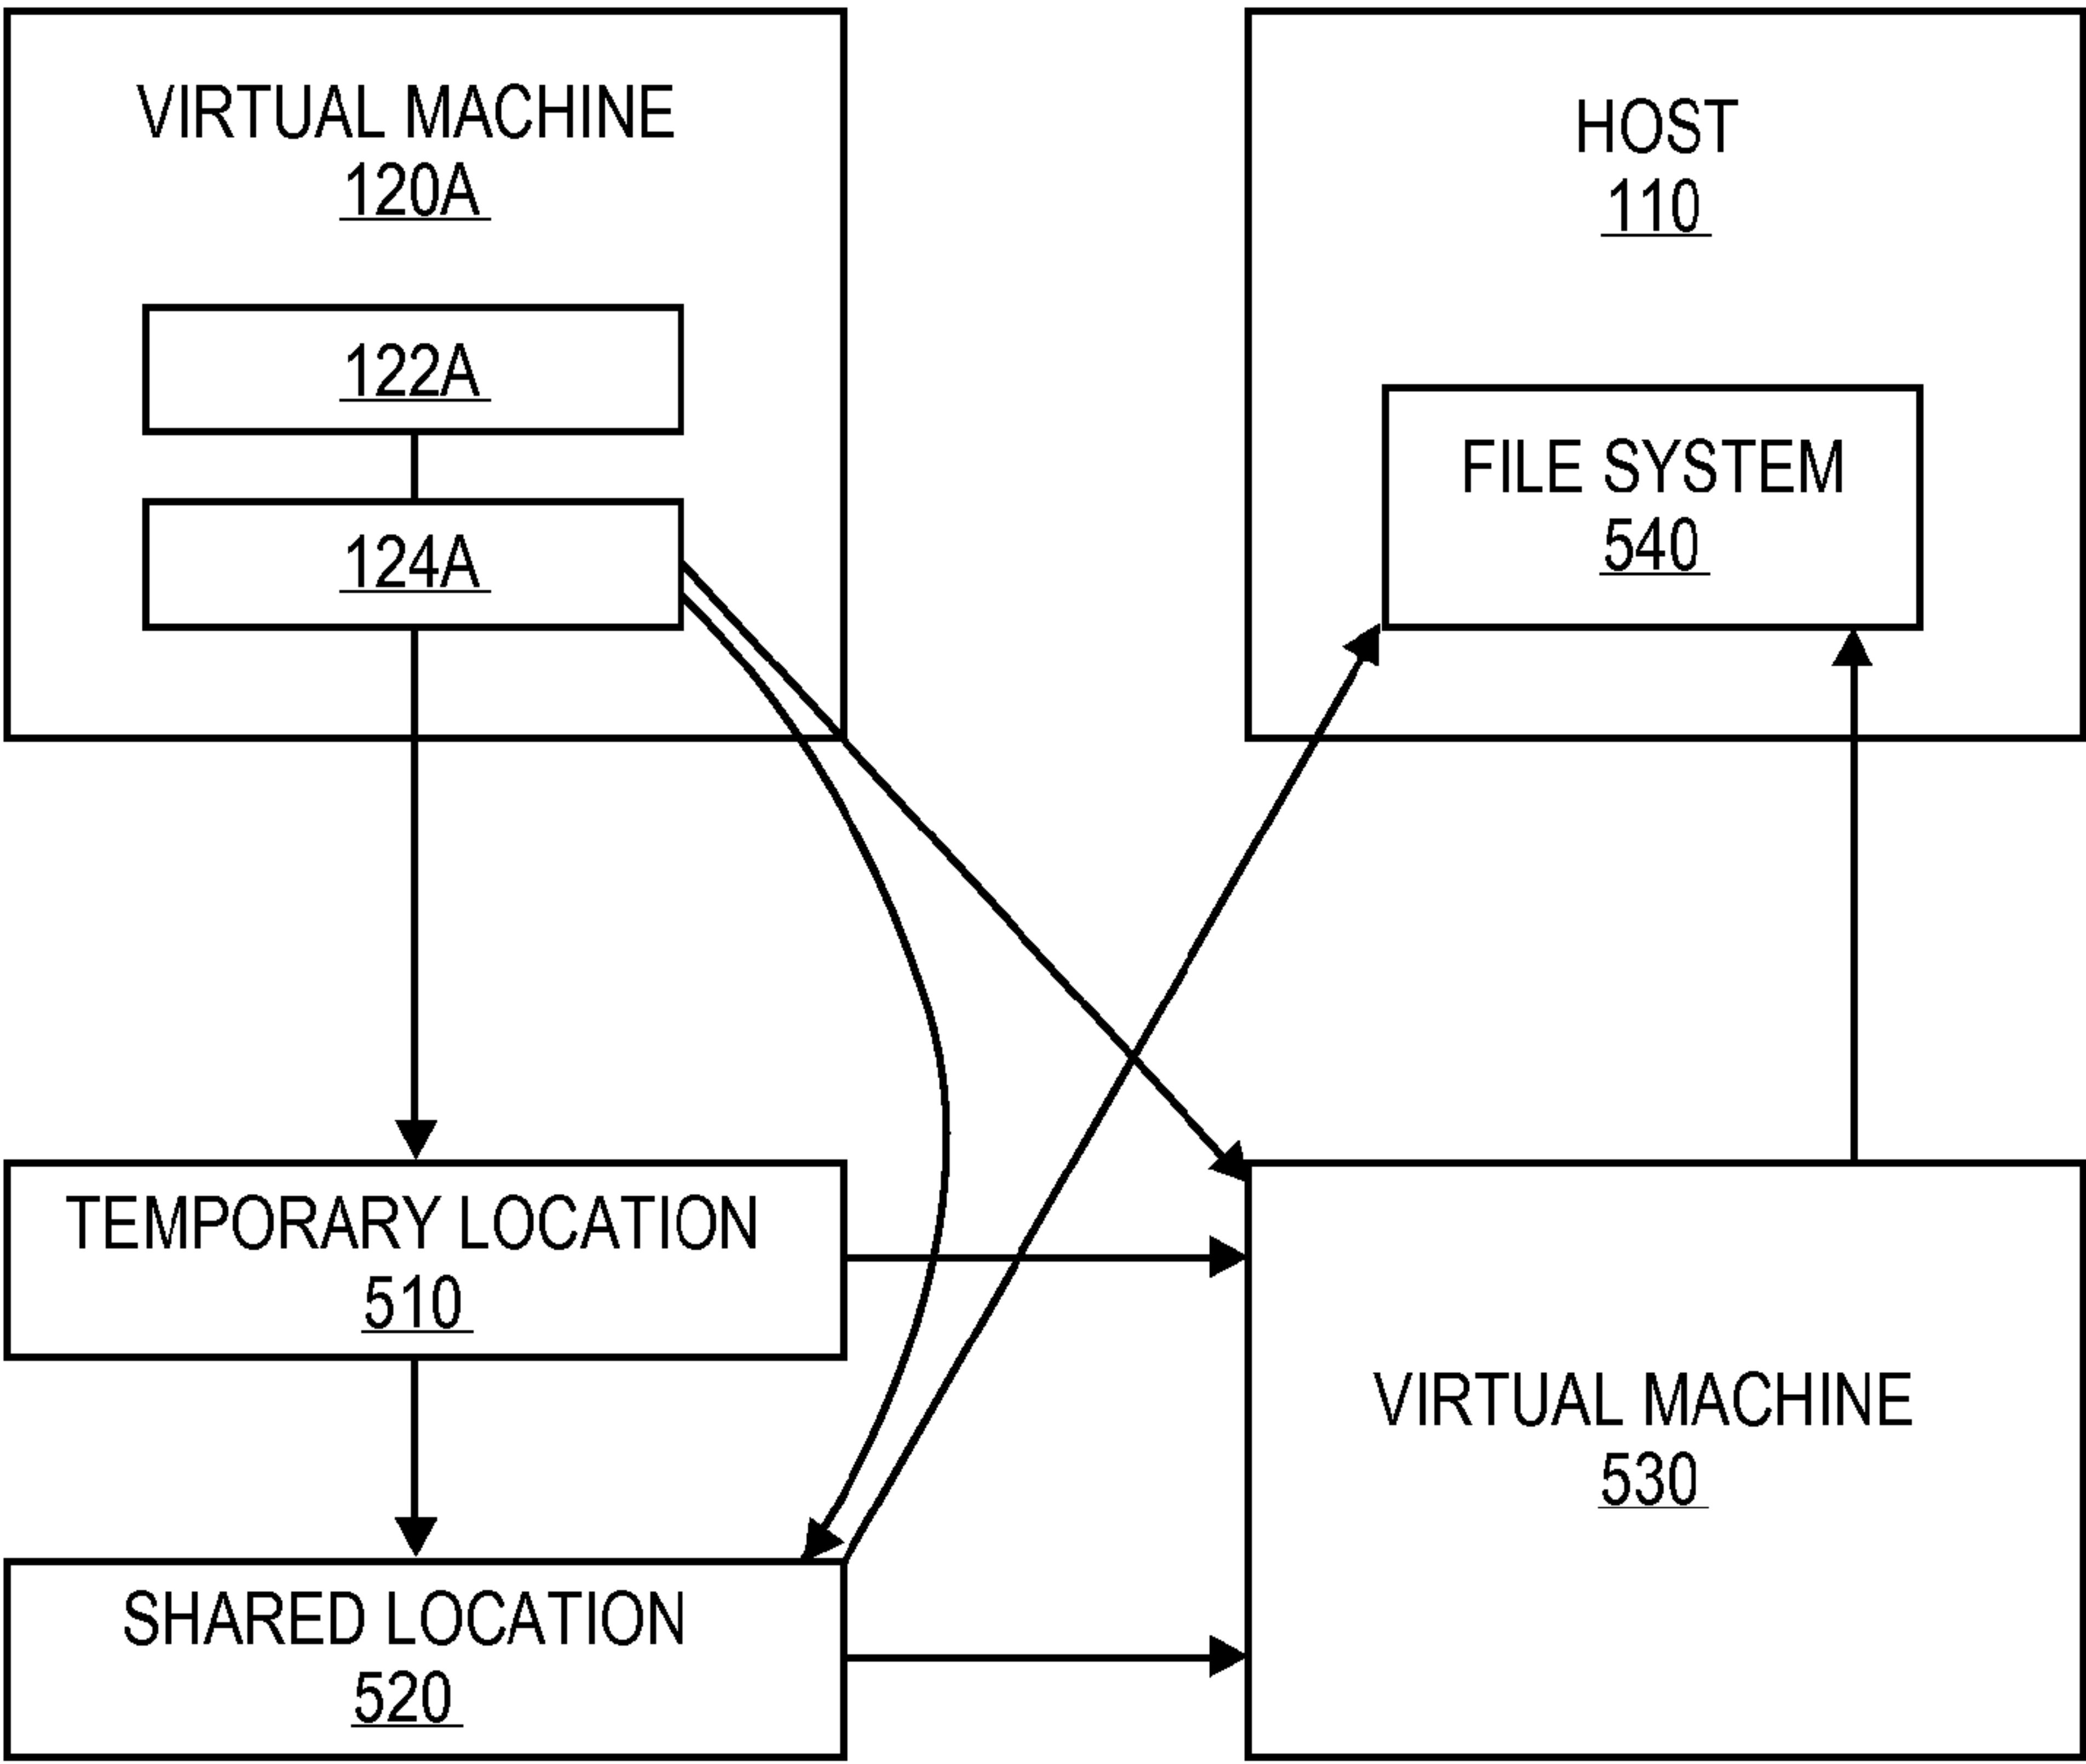 VIRTUAL MACHINE
120A
122A
124A
HOST
110
FILE SYSTEM
540
TEMPORARY LOCATION
510
SHARED LOCATION
520
VIRTUAL MACHINE
530